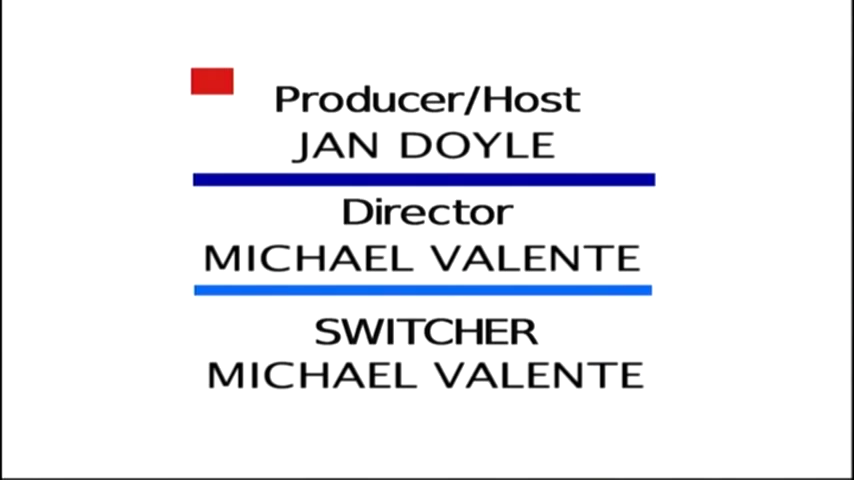 Producer/Host
JAN DOYLE
Director
MICHAEL VALENTE
SWITCHER
MICHAEL VALENTE